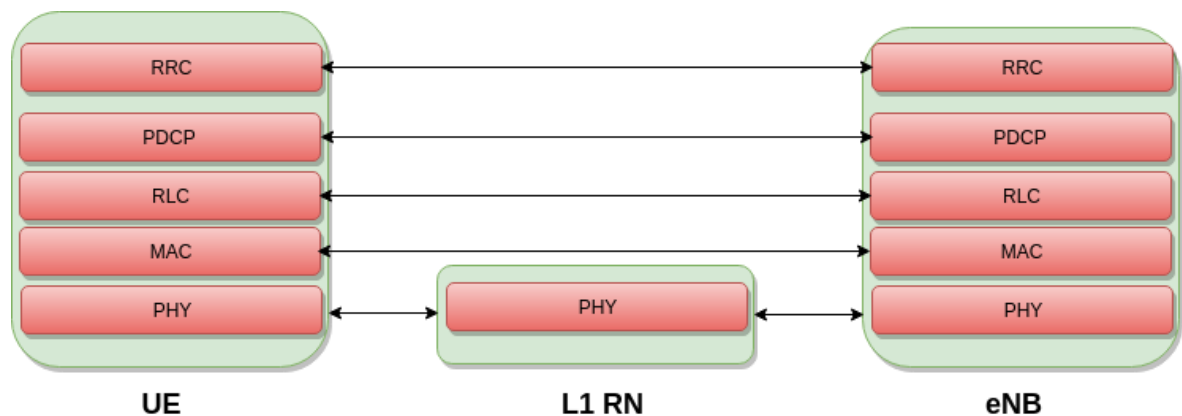 RRC
RRC
PDCP
PDCP
RLC
RLC
MAC
MAC
PHY
PHY
PHY
UE
L1 RN
eNB